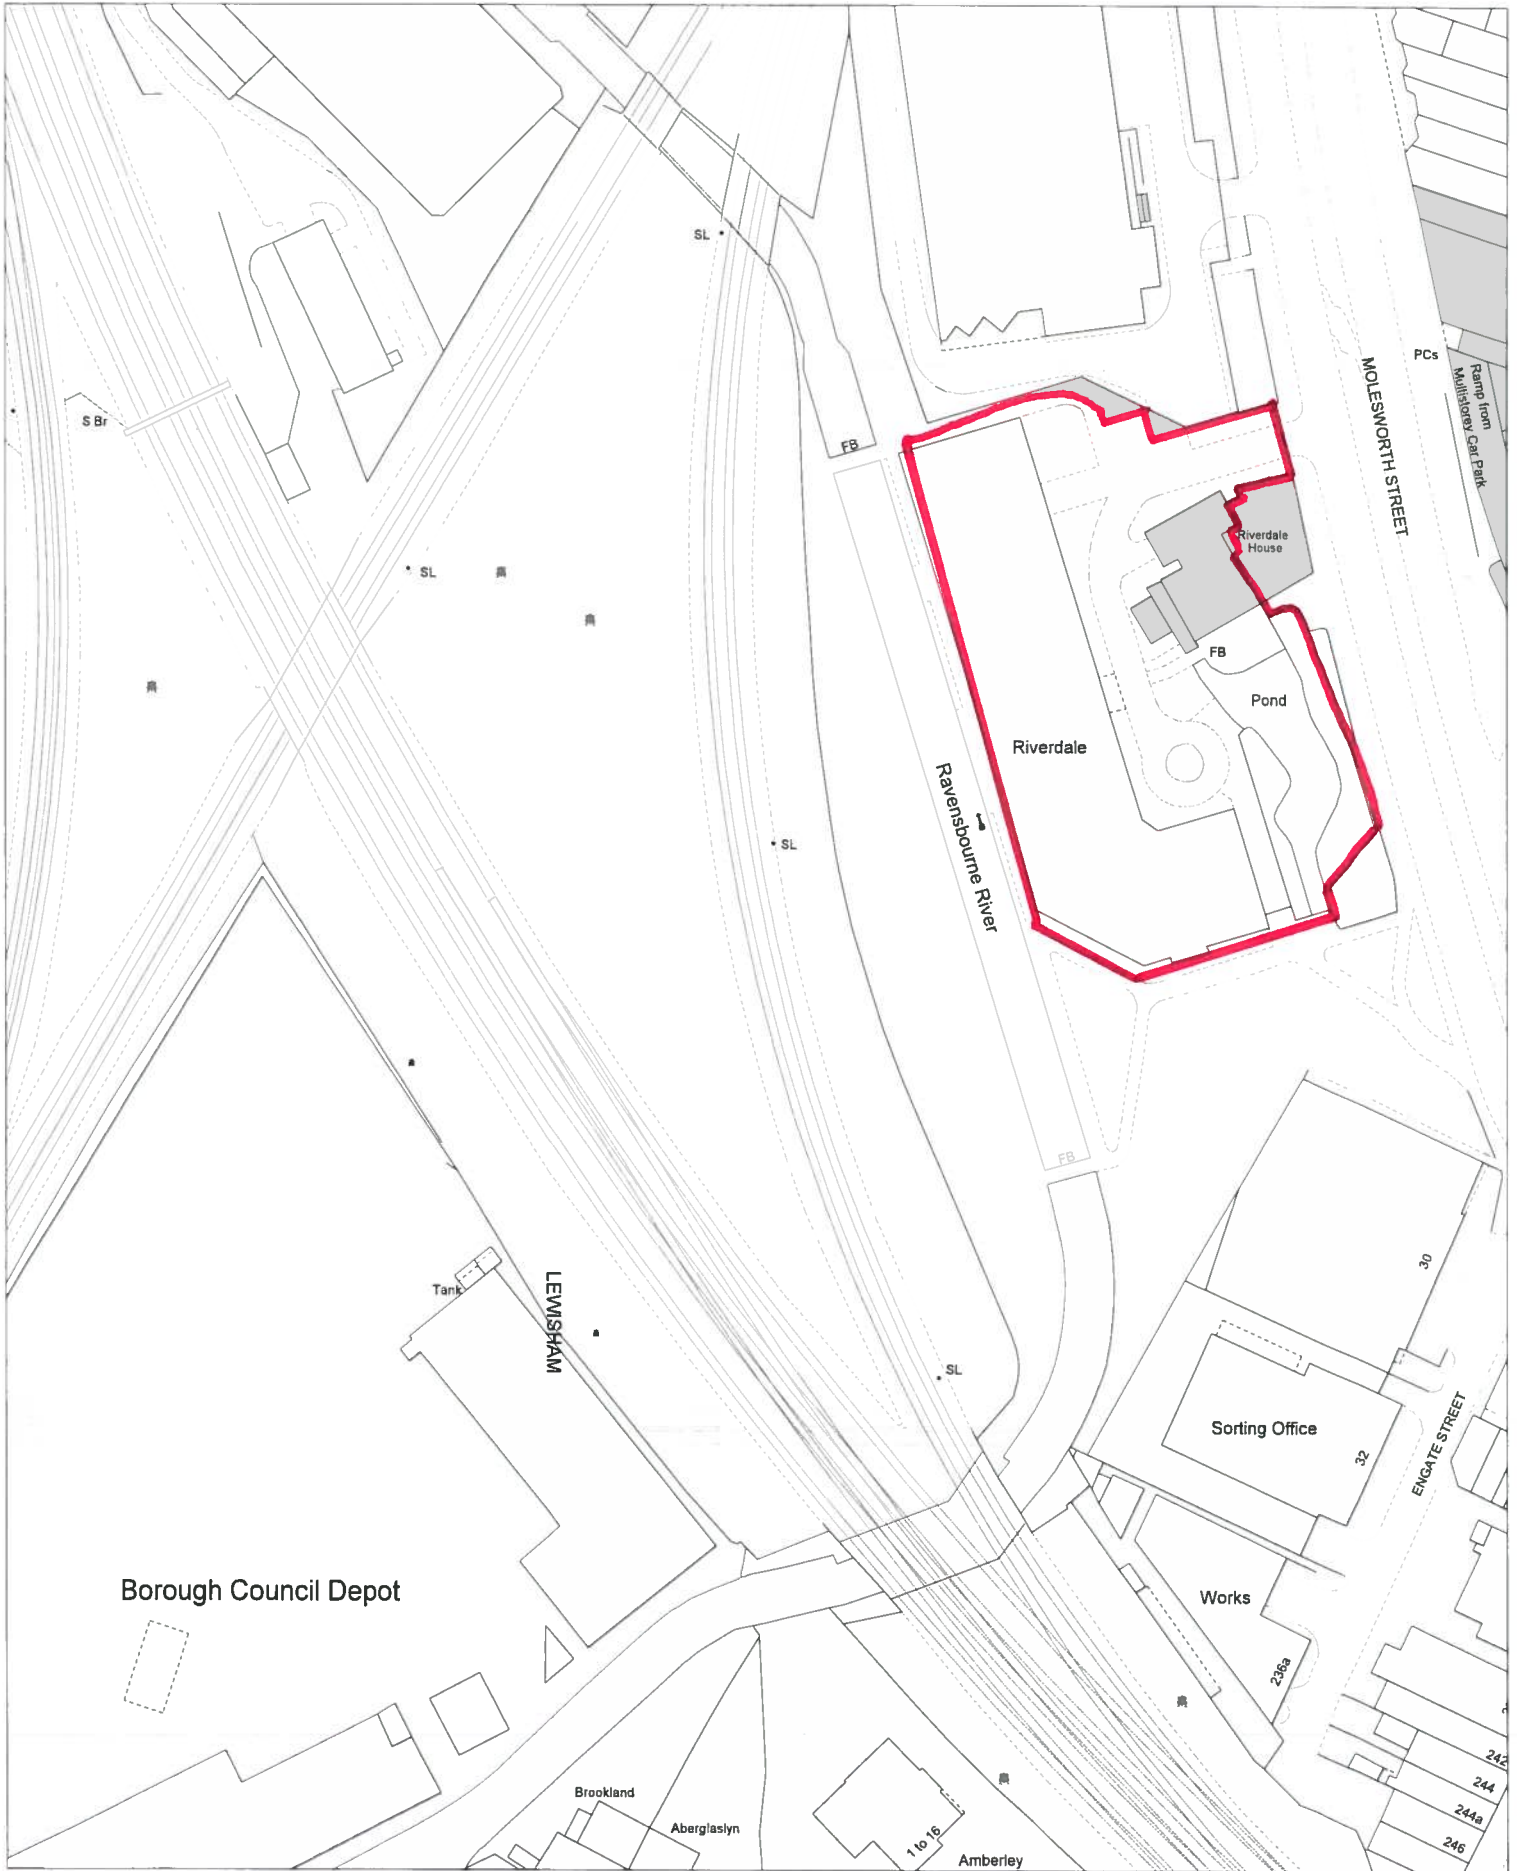 SL
PCs
Ramp from
Multistorey Car Park
MOLESWORTH STREET
S Br
FB
Riverdale
House
SL
FB
Pond
Riverdale
Ravensbourne River
SL
FB
30
Tank
LEWISHAM
SL
Sorting Office
32
ENGATE STREET
Borough Council Depot
Works
236a
242
244
244a
246
Brookland
Aberglaslyn
1 to 16
Amberley